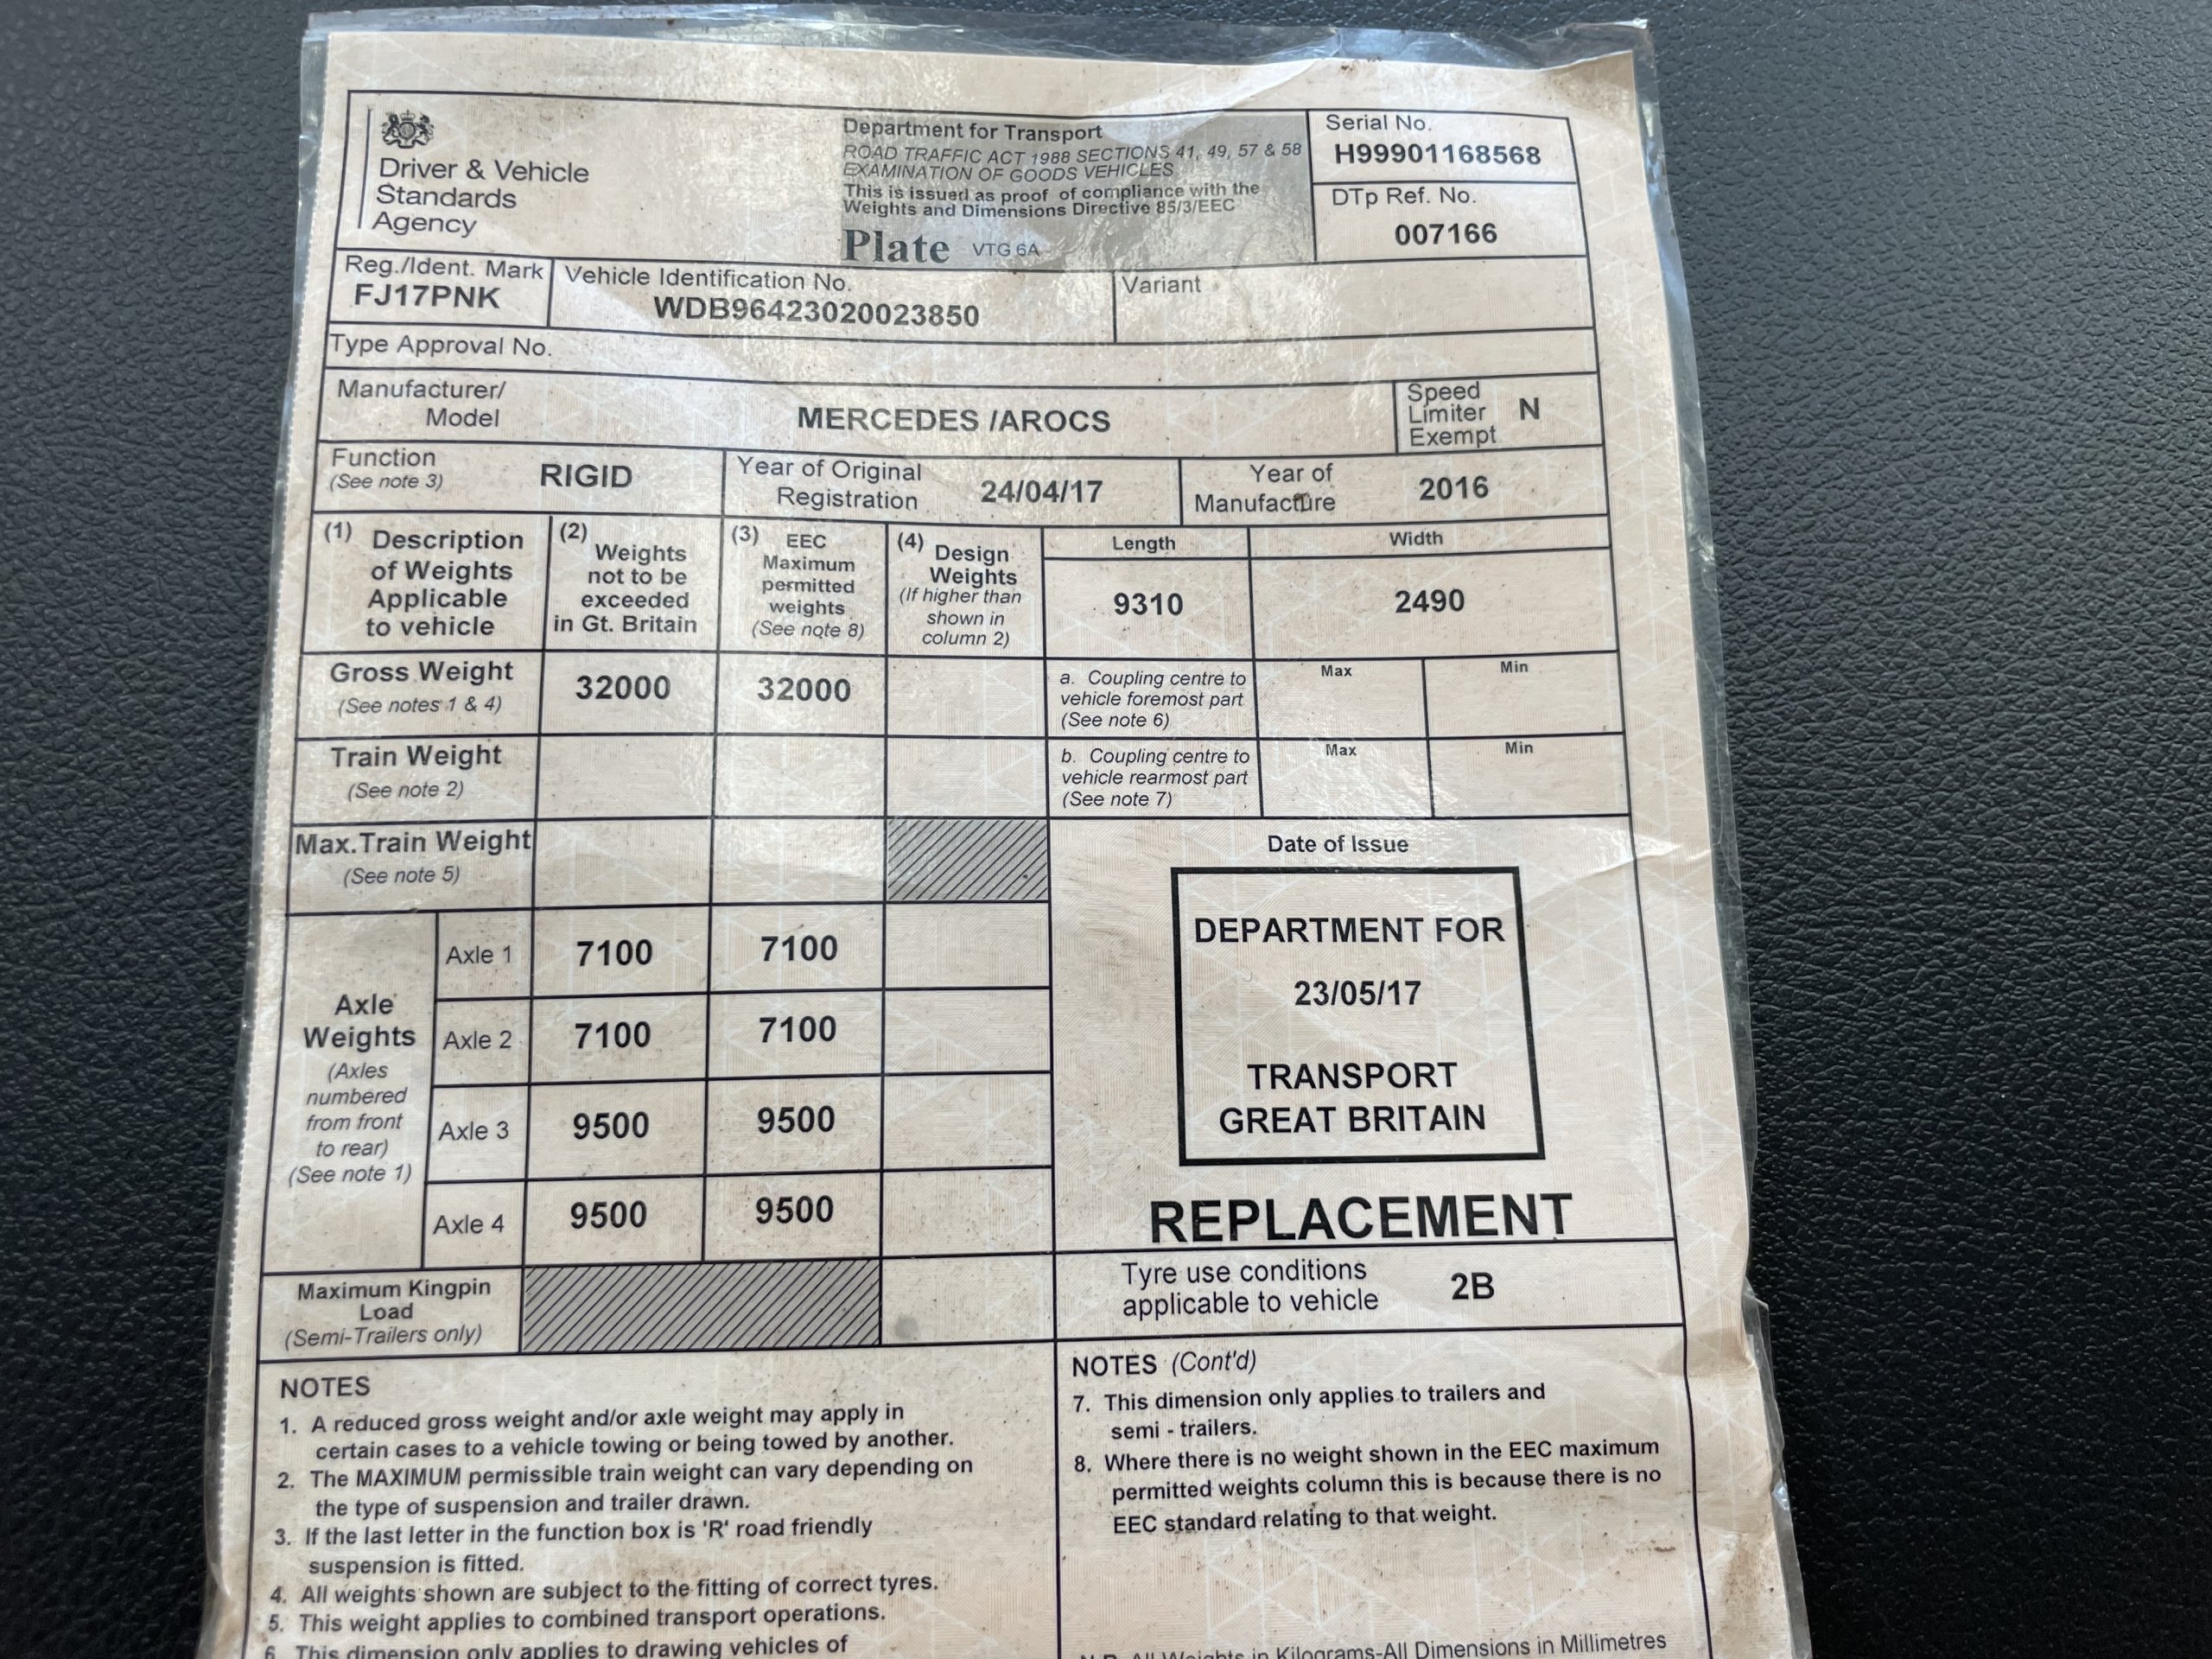 Driver & Vehicle
Standards
Agency
Department for Transport
ROAD TRAFFIC ACT 1988 SECTIONS 41, 49, 57 & 58
EXAMINATION OF GOODS VEHICLES
This is issued as proof of compliance with the
Weights and Dimensions Directive 85/3/EEC
Plate VTG 6A
Serial No.
H99901168568
DTp Ref. No.
007166
Reg./Ident. Mark
FJ17PNK
Vehicle Identification No.
WDB96423020023850
Variant
Type Approval No.
Manufacturer/
Model
MERCEDES /AROCS
Speed
Limiter
Exempt
N
Function
(See note 3)
RIGID
Year of Original
Registration
24/04/17
Year of
Manufacture
2016
(1) Description
of Weights
Applicable
to vehicle
(2) Weights
not to be
exceeded
in Gt. Britain
(3) EEC
Maximum
permitted
weights
(See note 8)
(4) Design
Weights
(If higher than
shown in
column 2)
Length
9310
Width
2490
Gross Weight
(See notes 1 & 4)
32000
32000
a. Coupling centre to
vehicle foremost part
(See note 6)
Max
Min
Train Weight
(See note 2)
b. Coupling centre to
vehicle rearmost part
(See note 7)
Max
Min
Max.Train Weight
(See note 5)
Axle
Weights
(Axles
numbered
from front
to rear)
(See note 1)
Axle 1 7100 7100
Axle 2 7100 7100
Axle 3 9500 9500
Axle 4 9500 9500
Date of Issue
DEPARTMENT FOR
23/05/17
TRANSPORT
GREAT BRITAIN
REPLACEMENT
Maximum Kingpin
Load
(Semi-Trailers only)
Tyre use conditions
applicable to vehicle
2B
NOTES
1. A reduced gross weight and/or axle weight may apply in
certain cases to a vehicle towing or being towed by another.
2. The MAXIMUM permissible train weight can vary depending on
the type of suspension and trailer drawn.
3. If the last letter in the function box is 'R' road friendly
suspension is fitted.
4. All weights shown are subject to the fitting of correct tyres.
5. This weight applies to combined transport operations.
6. This dimension only applies to drawing vehicles of
NOTES (Cont'd)
7. This dimension only applies to trailers and
semi - trailers.
8. Where there is no weight shown in the EEC maximum
permitted weights column this is because there is no
EEC standard relating to that weight.
N.B. All Weights in Kilograms-All Dimensions in Millimetres